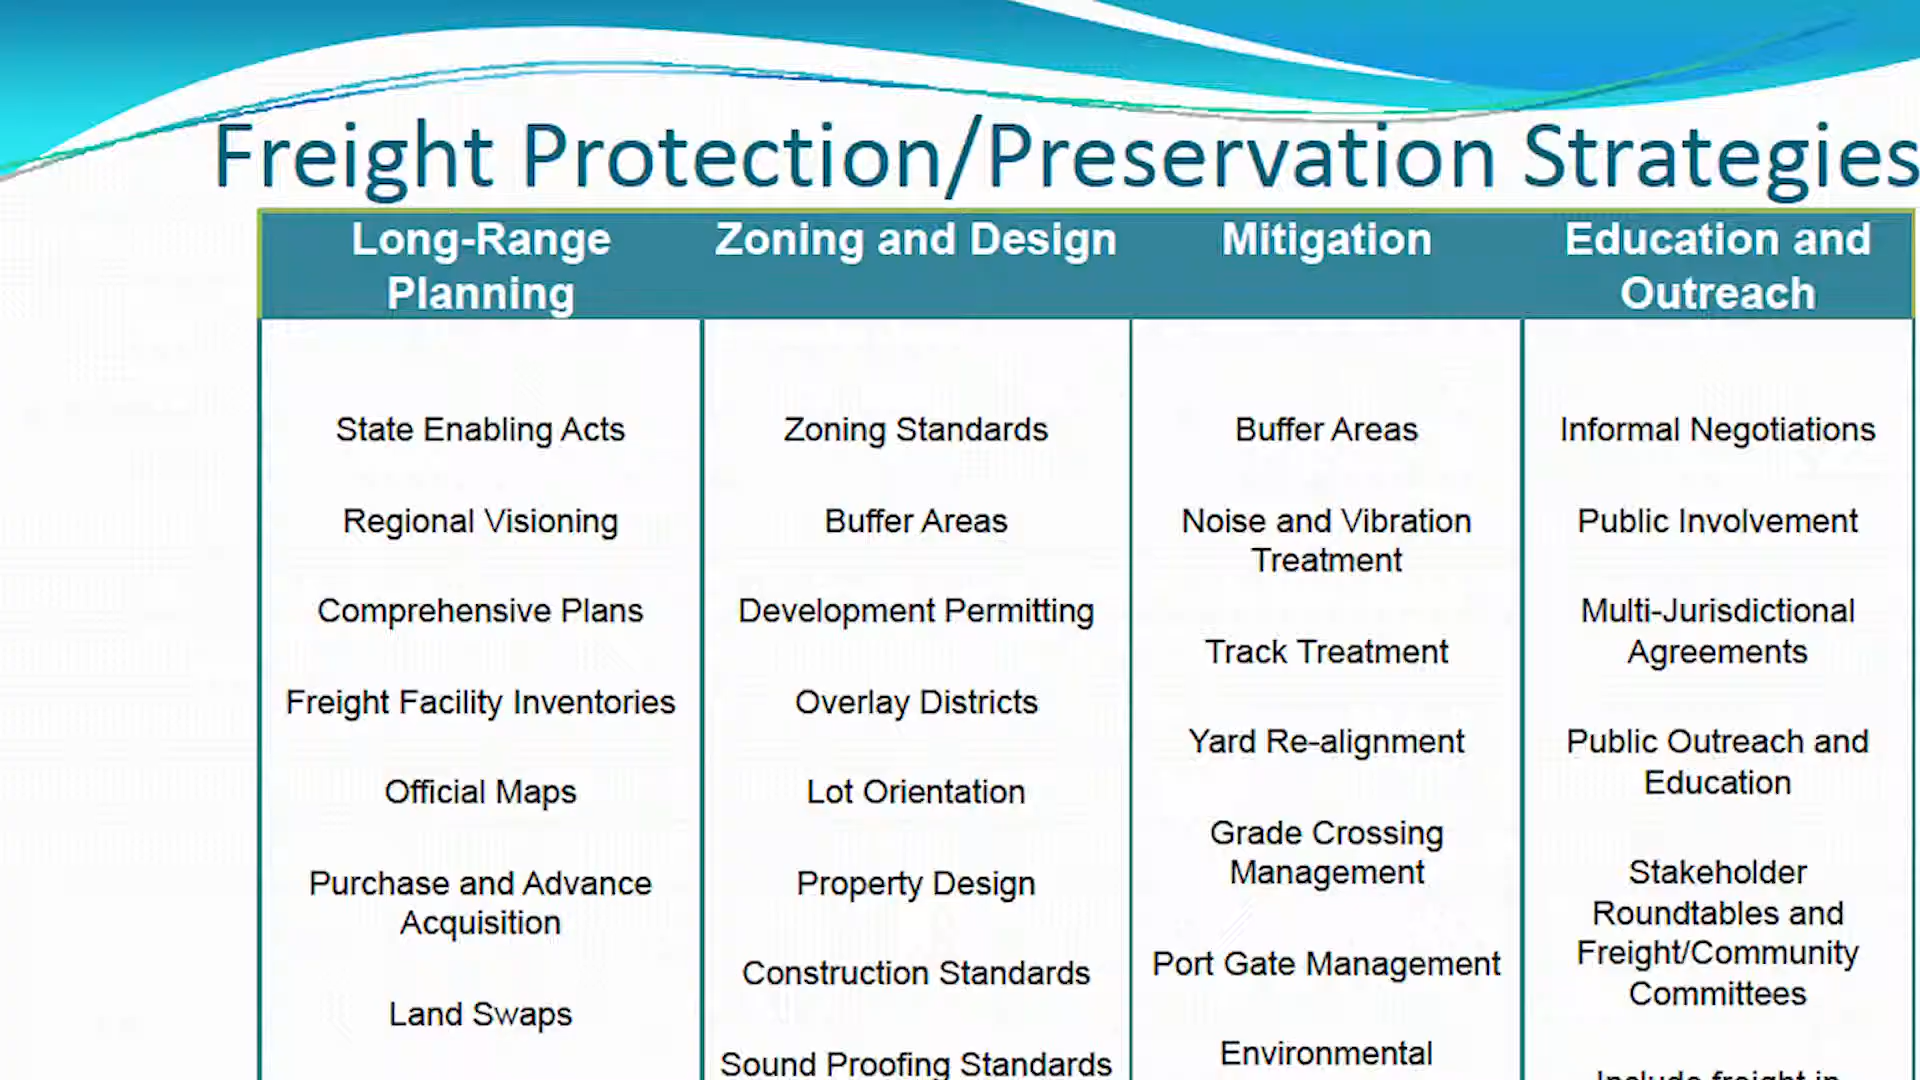 Freight Protection/Preservation Strategies
Long-Range
Planning
Zoning and Design
Mitigation
Education and
Outreach
State Enabling Acts
Regional Visioning
Comprehensive Plans
Freight Facility Inventories
Official Maps
Purchase and Advance
Acquisition
Land Swaps
Zoning Standards
Buffer Areas
Development Permitting
Overlay Districts
Lot Orientation
Property Design
Construction Standards
Sound Proofing Standards
Buffer Areas
Noise and Vibration
Treatment
Track Treatment
Yard Re-alignment
Grade Crossing
Management
Port Gate Management
Environmental
Informal Negotiations
Public Involvement
Multi-Jurisdictional
Agreements
Public Outreach and
Education
Stakeholder
Roundtables and
Freight/Community
Committees
Include freight in